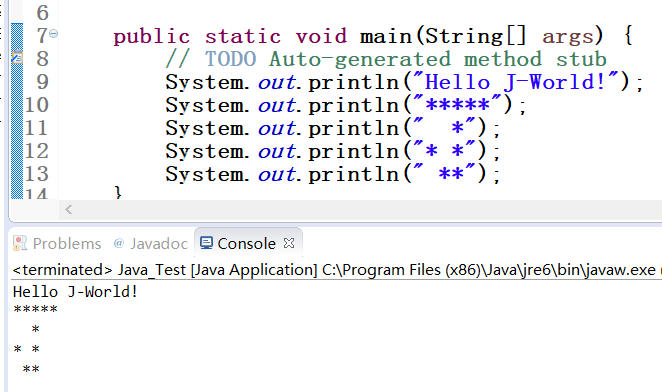 6
7 public static void main(String[] args) {
8 // TODO Auto-generated method stub
9 System.out.println("Hello J-World!");
10 System.out.println("*****");
11 System.out.println("  *");
12 System.out.println("* *");
13 System.out.println(" **");
14 }
Problems @ Javadoc Console
<terminated> Java_Test [Java Application] C:\Program Files (x86)\Java\jre6\bin\javaw.exe (
Hello J-World!
*****
  *
* *
 **